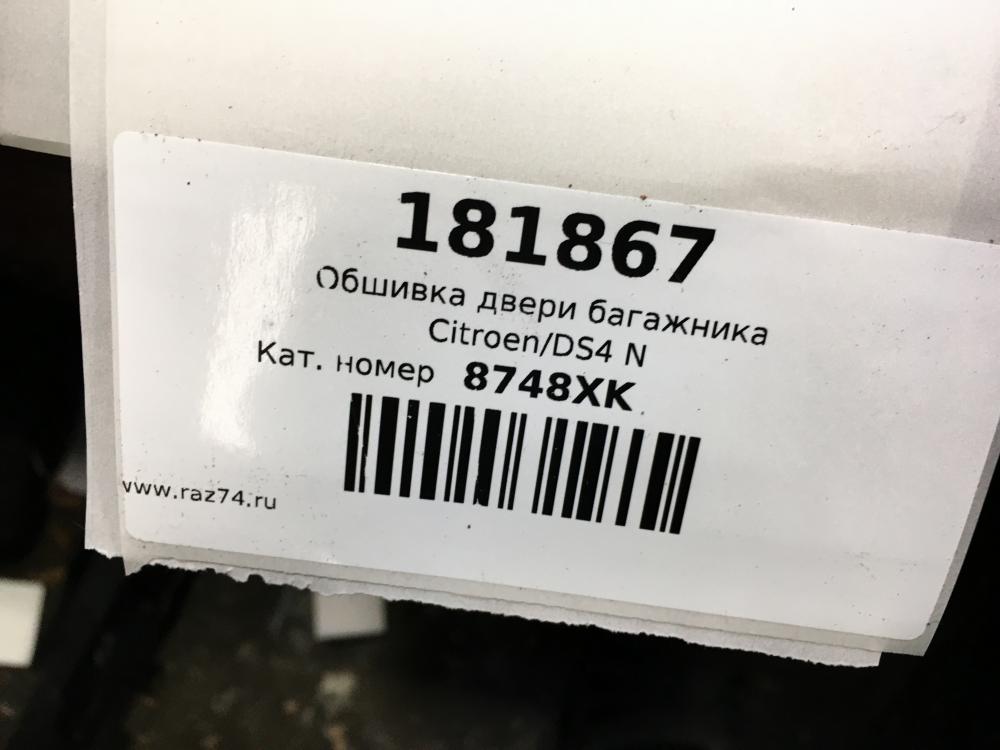 181867
Обшивка двери багажника
Citroen/DS4 N
Кат. номер 8748XK
www.raz74.ru